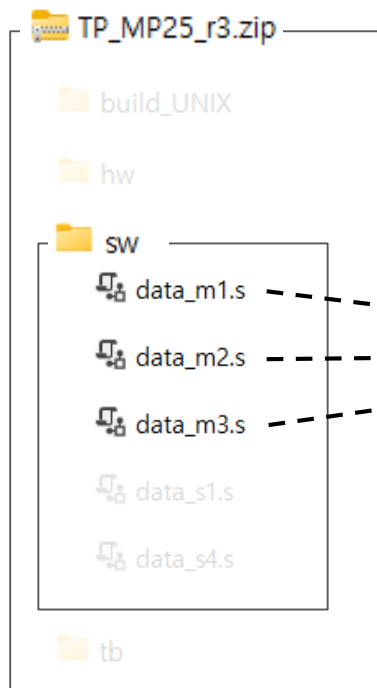 TP_MP25_r3.zip
build_UNIX
hw
sw
data_m1.s
data_m2.s
data_m3.s
data_s1.s
data_s4.s
tb